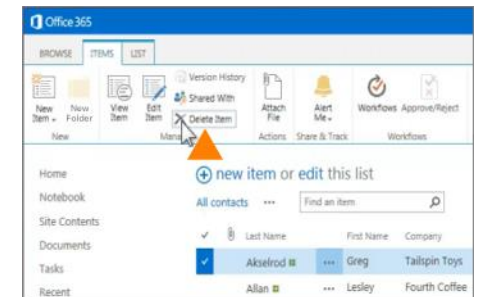 Office 365
BROWSE ITEMS LIST
New Item
New Folder
New
View Item
Edit Item
Version History
Shared With
Delete Item
Attach File
Actions
Alert Me
Share & Track
Workflows
Approve/Reject
Workflows
Home
Notebook
Site Contents
Documents
Tasks
Recent
new item or edit this list
All contacts ... Find an item
Last Name First Name Company
Akselrod ... Greg Tailspin Toys
Allan ... Lesley Fourth Coffee